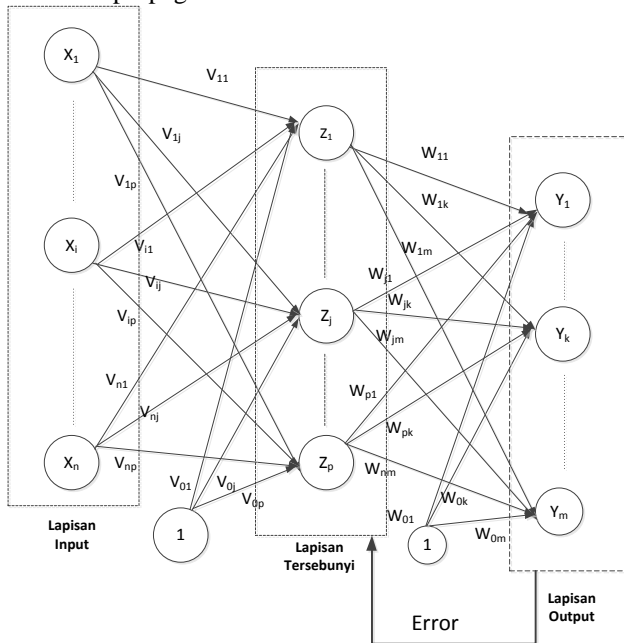 X1
Xi
Xn
Lapisan
Input
V11
V1j
V1p
Vi1
Vij
Vip
Vn1
Vnj
Vnp
V01
V0j
V0p
1
Z1
Zj
Zp
Lapisan
Tersebunyi
W11
W1k
W1m
Wj1
Wjk
Wjm
Wp1
Wpk
Wnm
W01
W0k
W0m
1
Y1
Yk
Ym
Lapisan
Output
Error